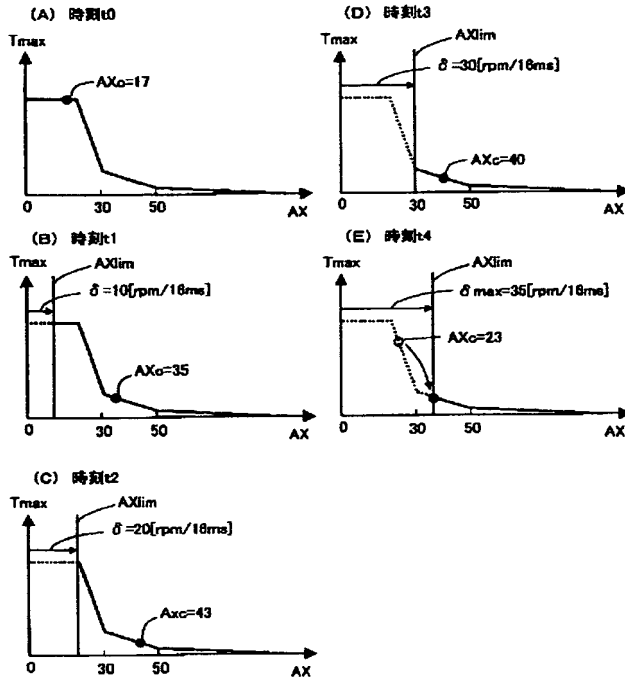 (A) 時刻t0
Tmax
AXc=17
0
30
50
AX
(B) 時刻t1
Tmax
AXlim
δ=10[rpm/16ms]
AXc=35
0
30
50
AX
(C) 時刻t2
Tmax
AXlim
δ=20[rpm/16ms]
Axc=43
0
30
50
AX
(D) 時刻t3
Tmax
AXlim
δ=30[rpm/16ms]
AXc=40
0
30
50
AX
(E) 時刻t4
Tmax
AXlim
δmax=35[rpm/16ms]
AXc=23
0
30
50
AX